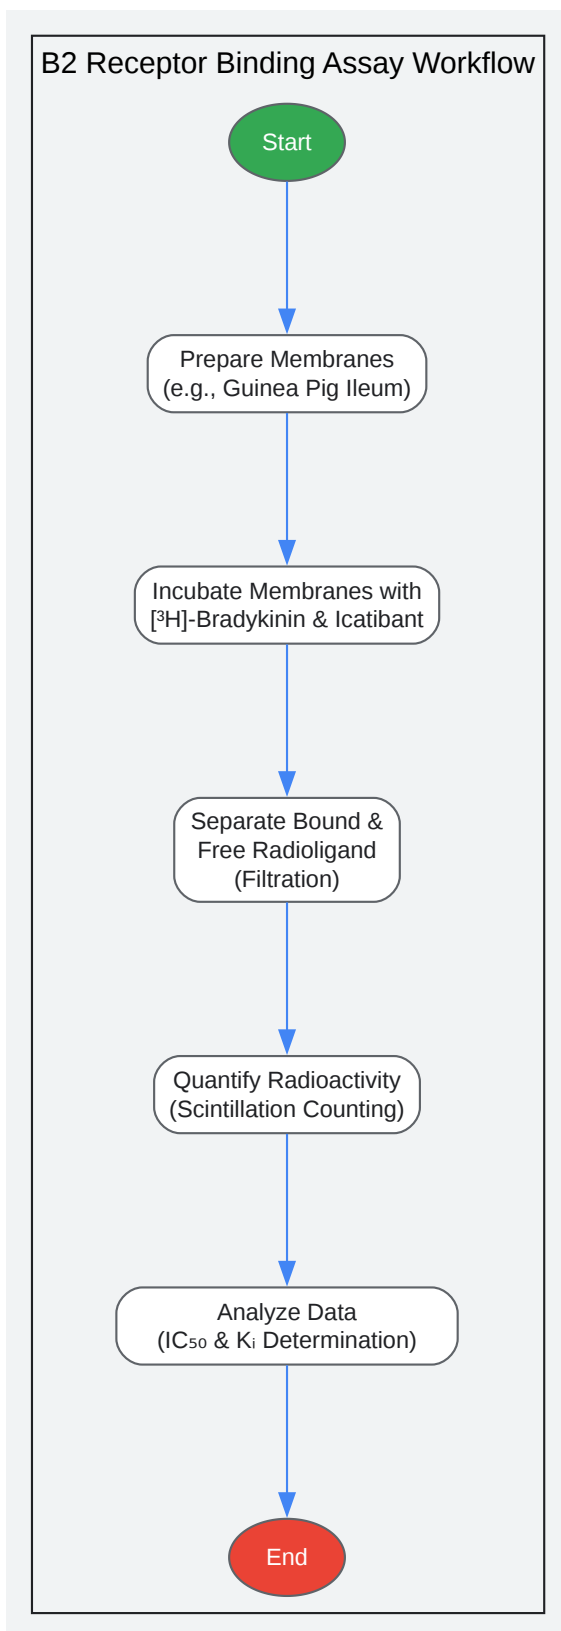 B2 Receptor Binding Assay Workflow
Start
Prepare Membranes
(e.g., Guinea Pig Ileum)
Incubate Membranes with
[³H]-Bradykinin & Icatibant
Separate Bound &
Free Radioligand
(Filtration)
Quantify Radioactivity
(Scintillation Counting)
Analyze Data
(IC₅₀ & Kᵢ Determination)
End